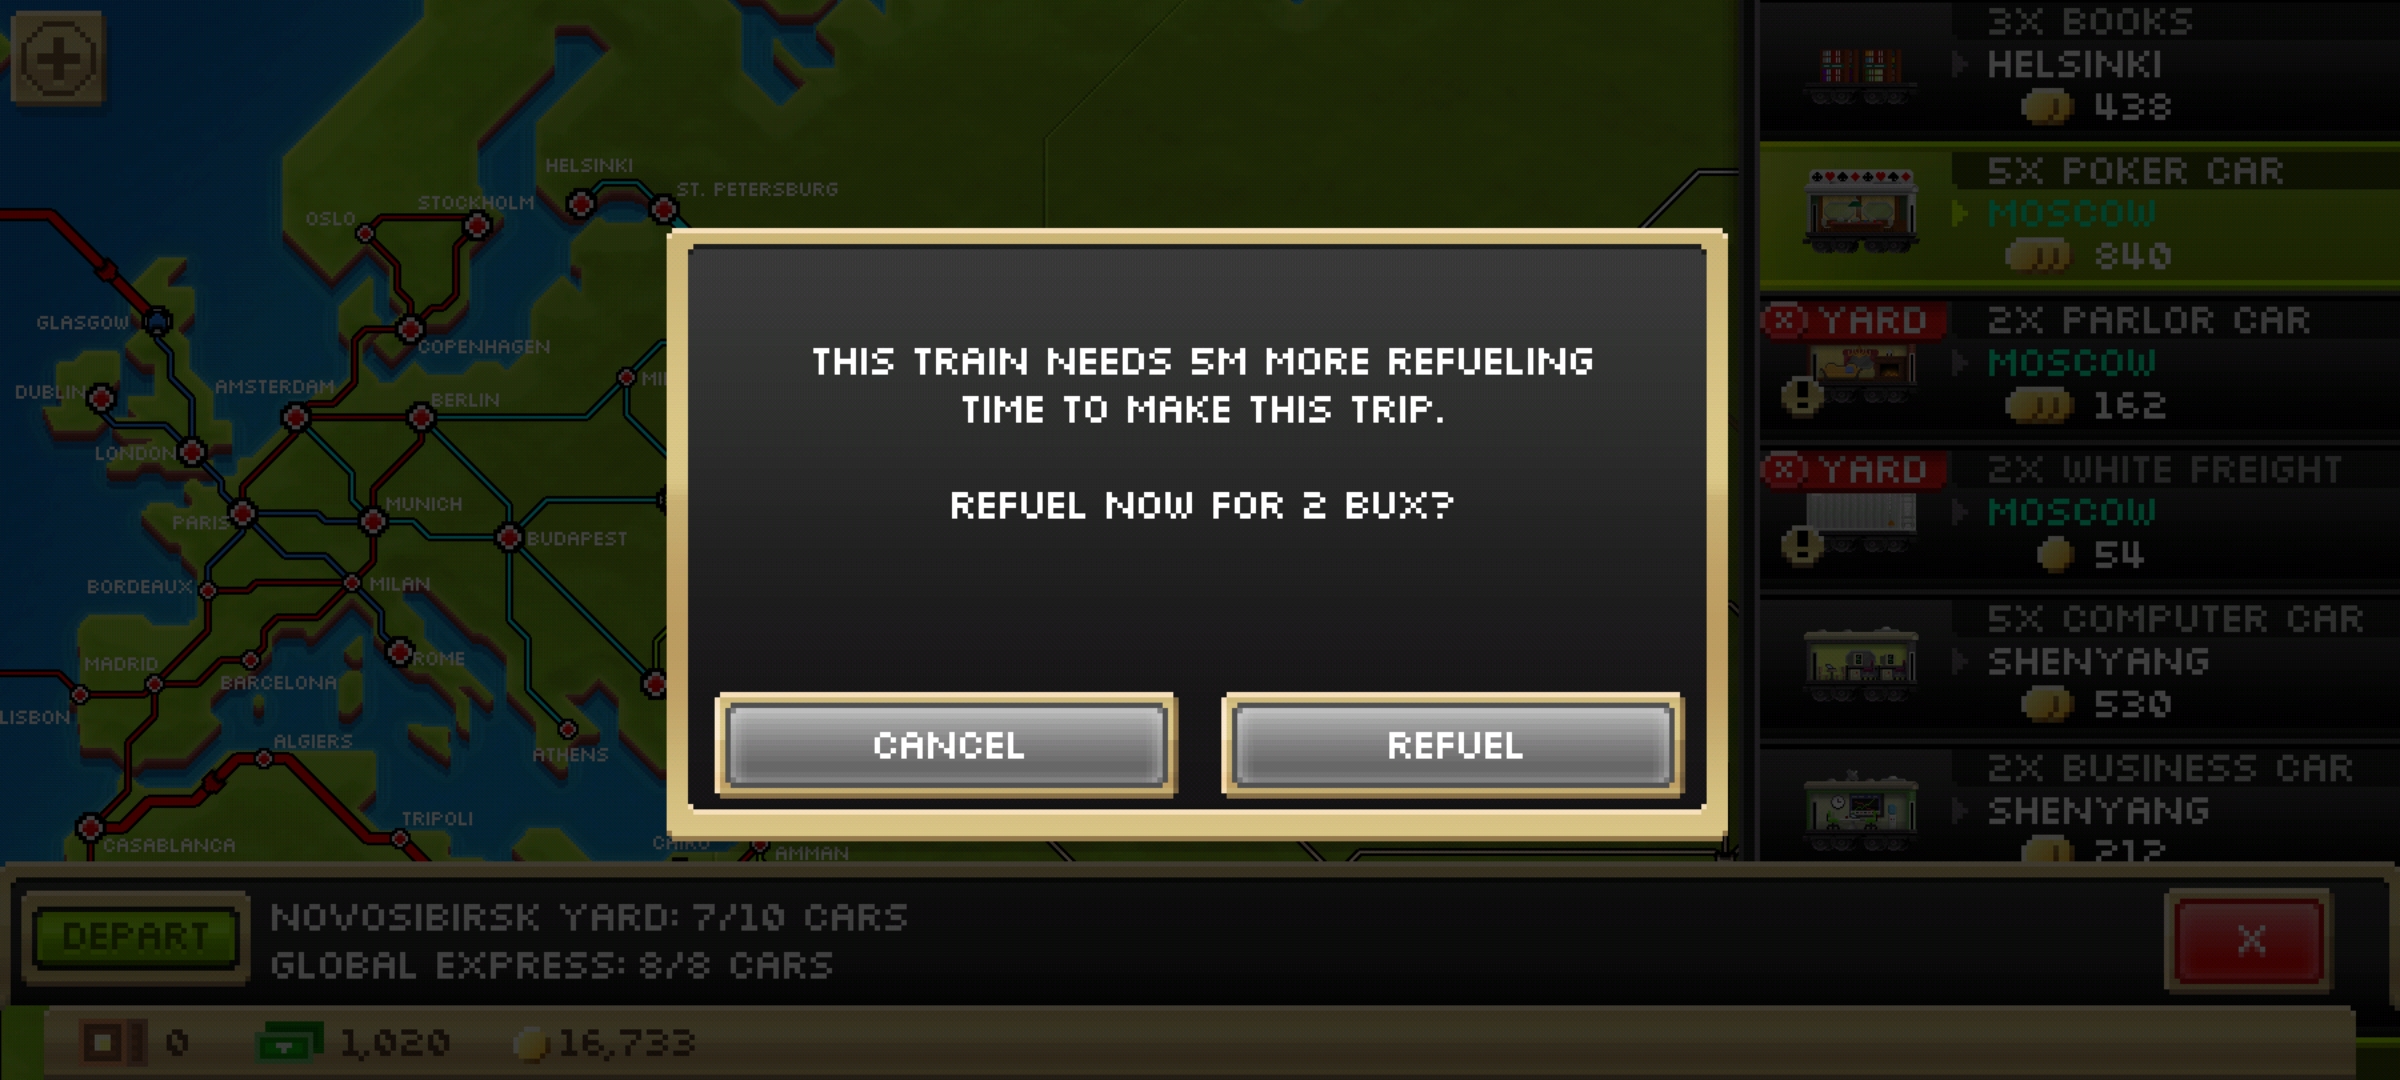 3X BOOKS
HELSINKI
438
5X POKER CAR
MOSCOW
840
YARD
2X PARLOR CAR
MOSCOW
162
YARD
2X WHITE FREIGHT
MOSCOW
54
5X COMPUTER CAR
SHENYANG
530
2X BUSINESS CAR
SHENYANG
212
HELSINKI
ST. PETERSBURG
STOCKHOLM
OSLO
GLASGOW
COPENHAGEN
AMSTERDAM
DUBLIN
BERLIN
LONDON
MUNICH
PARIS
BUDAPEST
BORDEAUX
MILAN
ROME
MADRID
BARCELONA
LISBON
ALGIERS
ATHENS
TRIPOLI
CASABLANCA
CAIRO
AMMAN
THIS TRAIN NEEDS 5M MORE REFUELING
TIME TO MAKE THIS TRIP.
REFUEL NOW FOR 2 BUX?
CANCEL
REFUEL
DEPART
NOVOSIBIRSK YARD: 7/10 CARS
GLOBAL EXPRESS: 8/8 CARS
X
0
1,020
16,733